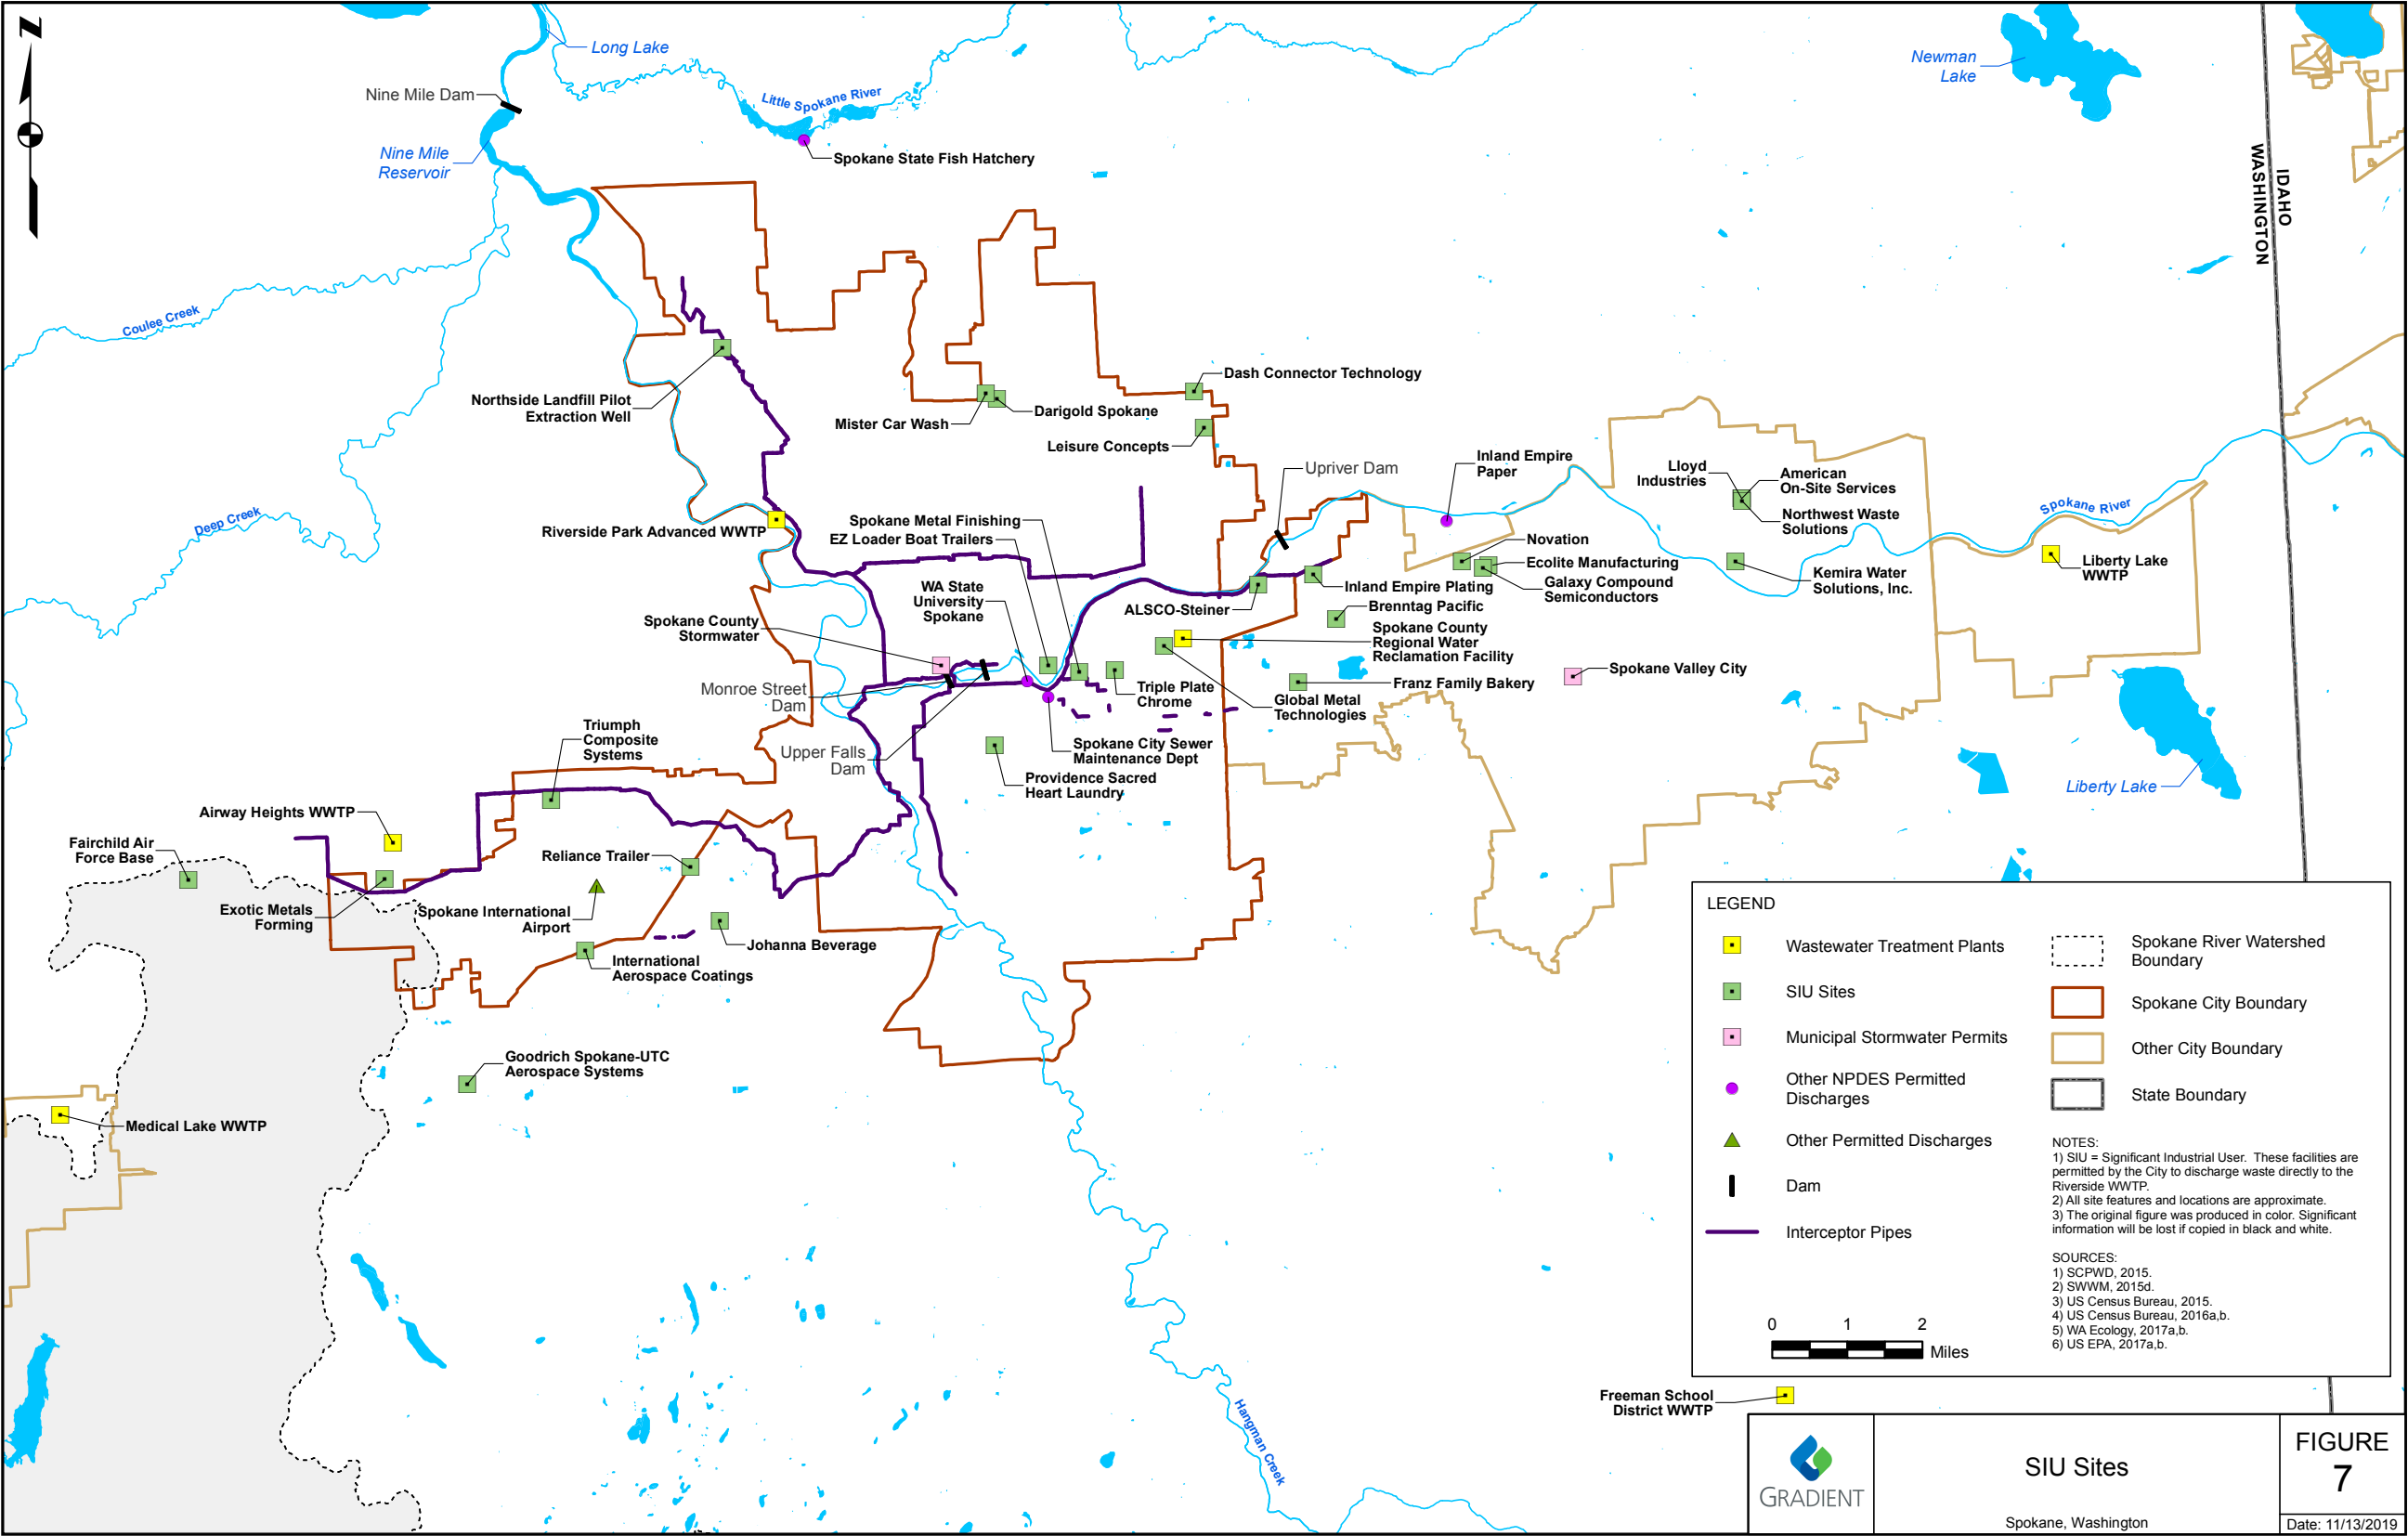 N
Long Lake
Nine Mile Dam
Nine Mile
Reservoir
Little Spokane River
Spokane State Fish Hatchery
Newman
Lake
IDAHO
WASHINGTON
Coulee Creek
Deep Creek
Northside Landfill Pilot
Extraction Well
Mister Car Wash
Darigold Spokane
Dash Connector Technology
Leisure Concepts
Upriver Dam
Inland Empire
Paper
Lloyd
Industries
American
On-Site Services
Northwest Waste
Solutions
Spokane River
Riverside Park Advanced WWTP
Spokane Metal Finishing
EZ Loader Boat Trailers
WA State
University
Spokane
Novation
Ecolite Manufacturing
Galaxy Compound
Semiconductors
Kemira Water
Solutions, Inc.
Liberty Lake
WWTP
Inland Empire Plating
ALSCO-Steiner
Brenntag Pacific
Spokane County
Stormwater
Spokane County
Regional Water
Reclamation Facility
Spokane Valley City
Monroe Street
Dam
Triple Plate
Chrome
Franz Family Bakery
Global Metal
Technologies
Triumph
Composite
Systems
Upper Falls
Dam
Spokane City Sewer
Maintenance Dept
Providence Sacred
Heart Laundry
Liberty Lake
Airway Heights WWTP
Fairchild Air
Force Base
Reliance Trailer
Exotic Metals
Forming
Spokane International
Airport
Johanna Beverage
International
Aerospace Coatings
Goodrich Spokane-UTC
Aerospace Systems
Medical Lake WWTP
Hangman Creek
Freeman School
District WWTP
LEGEND
Wastewater Treatment Plants
SIU Sites
Municipal Stormwater Permits
Other NPDES Permitted
Discharges
Other Permitted Discharges
Dam
Interceptor Pipes
Spokane River Watershed
Boundary
Spokane City Boundary
Other City Boundary
State Boundary
NOTES:
1) SIU = Significant Industrial User. These facilities are
permitted by the City to discharge waste directly to the
Riverside WWTP.
2) All site features and locations are approximate.
3) The original figure was produced in color. Significant
information will be lost if copied in black and white.
SOURCES:
1) SCPWD, 2015.
2) SWWM, 2015d.
3) US Census Bureau, 2015.
4) US Census Bureau, 2016a,b.
5) WA Ecology, 2017a,b.
6) US EPA, 2017a,b.
0 1 2
Miles
GRADIENT
SIU Sites
Spokane, Washington
FIGURE
7
Date: 11/13/2019